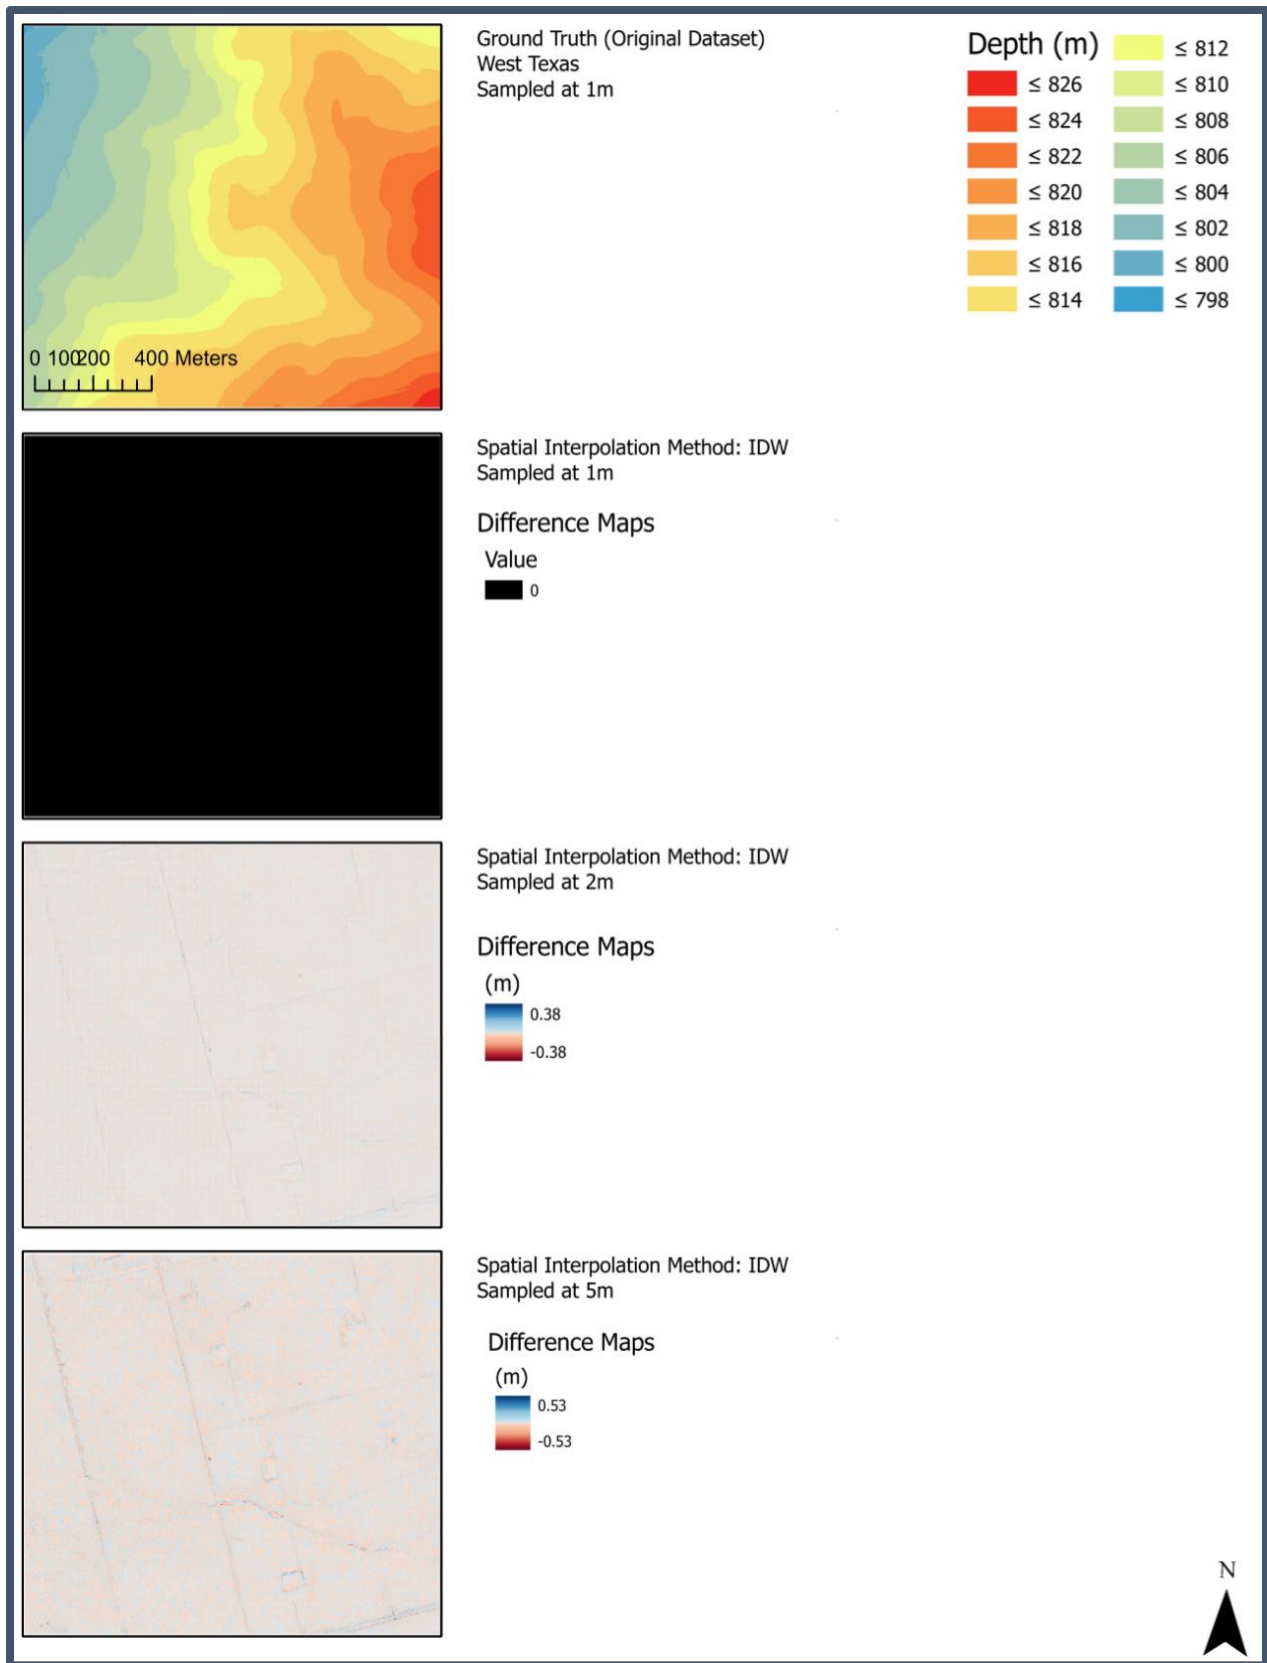 Ground Truth (Original Dataset)
West Texas
Sampled at 1m
Depth (m)
≤ 826
≤ 824
≤ 822
≤ 820
≤ 818
≤ 816
≤ 814
≤ 812
≤ 810
≤ 808
≤ 806
≤ 804
≤ 802
≤ 800
≤ 798
0 100200 400 Meters
Spatial Interpolation Method: IDW
Sampled at 1m
Difference Maps
Value
0
Spatial Interpolation Method: IDW
Sampled at 2m
Difference Maps
(m)
0.38
-0.38
Spatial Interpolation Method: IDW
Sampled at 5m
Difference Maps
(m)
0.53
-0.53
N